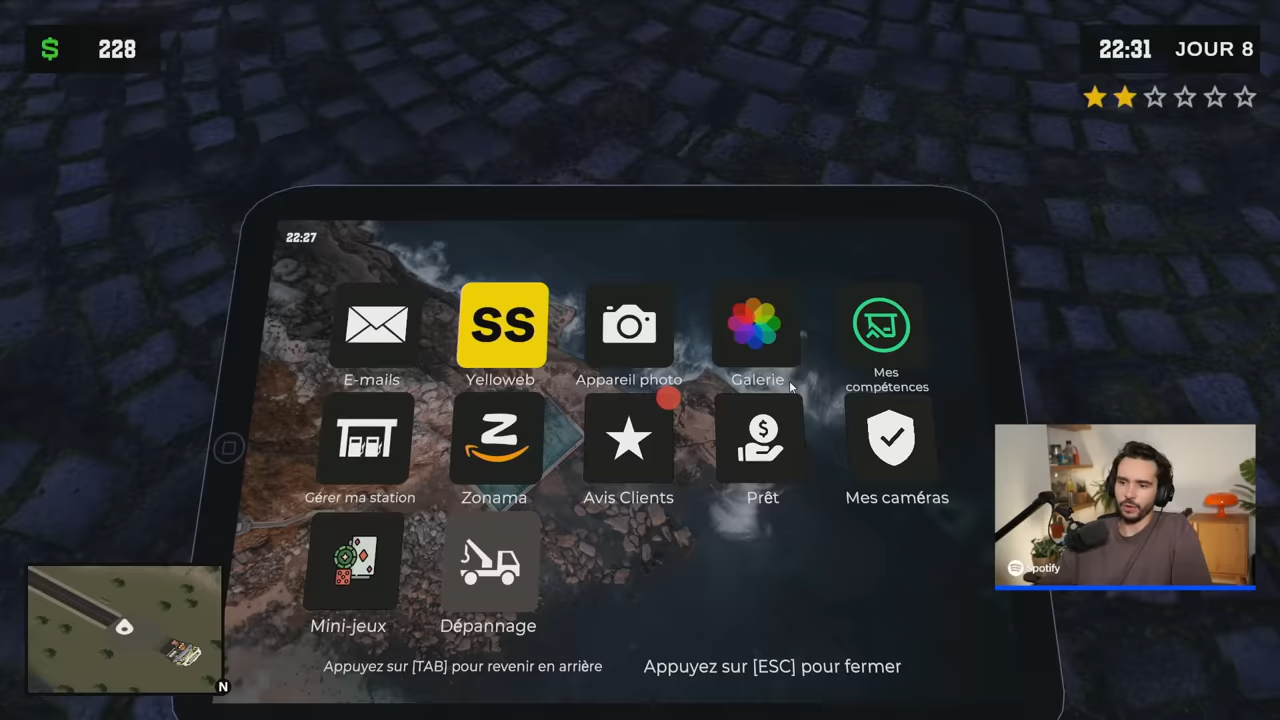 $ 228
22:31 JOUR 8
22:27
SS
E-mails
Yelloweb
Appareil photo
Galerie
Mes
compétences
Z
$
Gérer ma station
Zonama
Avis Clients
Prêt
Mes caméras
Mini-jeux
Dépannage
Appuyez sur [TAB] pour revenir en arrière
Appuyez sur [ESC] pour fermer
Spotify
N